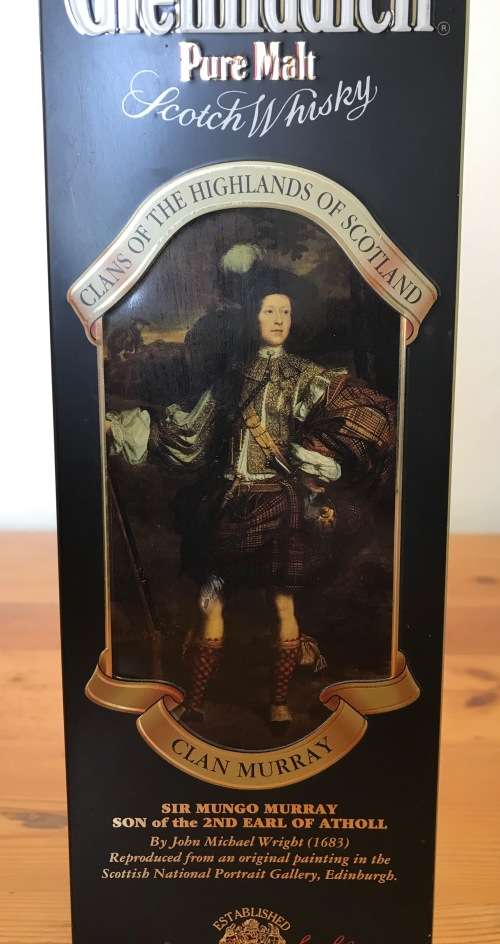 Glenfiddich®
Pure Malt
Scotch Whisky
CLANS OF THE HIGHLANDS OF SCOTLAND
CLAN MURRAY
SIR MUNGO MURRAY
SON of the 2ND EARL OF ATHOLL
By John Michael Wright (1683)
Reproduced from an original painting in the
Scottish National Portrait Gallery, Edinburgh.
ESTABLISHED